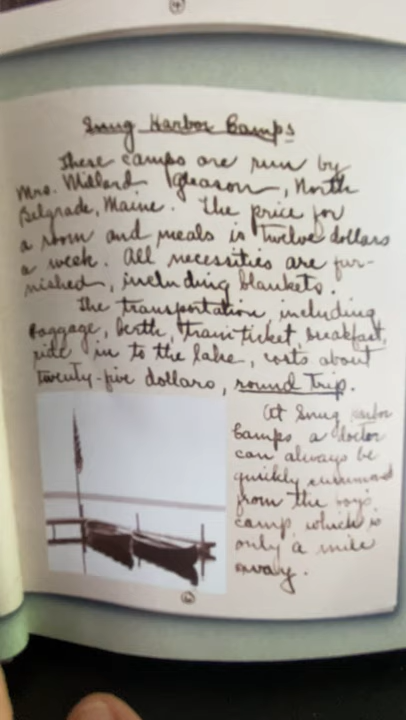 Snug Harbor Camps
These camps are run by
Mrs. Millard Gleason, North
Belgrade, Maine. The price for
a room and meals is twelve dollars
a week. All necessities are fur-
nished, including blankets.
The transportation, including
baggage, berth, train ticket, breakfast,
ride in to the lake, costs about
twenty-five dollars, round trip.
At Snug Harbor
Camps a doctor
can always be
quickly summoned
from the boys'
camp which is
only a mile
away.